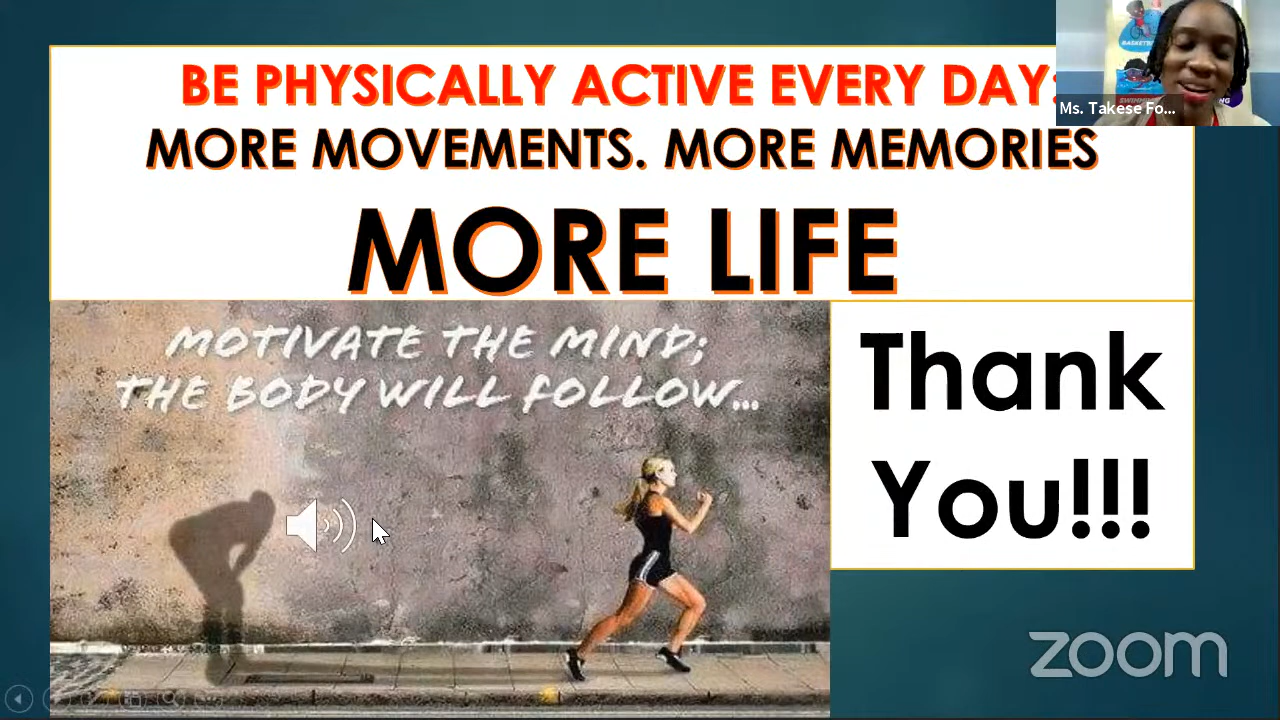 BE PHYSICALLY ACTIVE EVERY DAY:
MORE MOVEMENTS. MORE MEMORIES
MORE LIFE
MOTIVATE THE MIND;
THE BODY WILL FOLLOW...
Thank
You!!!
Ms. Takese Fo...
zoom